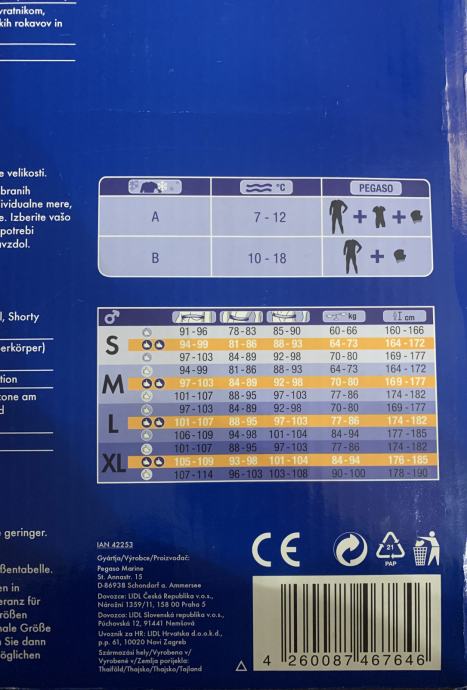 vratnikom,
kih rokavov in
e velikosti.
branih
ividualne mere,
e. Izberite vašo
potrebi
avzdol.
°C PEGASO
A 7 - 12 + +
B 10 - 18 +
l, Shorty
erkörper)
tion
zone am
d
kg cm
S
91 - 96 78 - 83 85 - 90 60 - 66 160 - 166
94 - 99 81 - 86 88 - 93 64 - 73 164 - 172
97 - 103 84 - 89 92 - 98 70 - 80 169 - 177
M
94 - 99 81 - 86 88 - 93 64 - 73 164 - 172
97 - 103 84 - 89 92 - 98 70 - 80 169 - 177
101 - 107 88 - 95 97 - 103 77 - 86 174 - 182
L
97 - 103 84 - 89 92 - 98 70 - 80 169 - 177
101 - 107 88 - 95 97 - 103 77 - 86 174 - 182
106 - 109 94 - 98 101 - 104 84 - 94 177 - 185
XL
101 - 107 88 - 95 97 - 103 77 - 86 174 - 182
105 - 109 93 - 98 101 - 104 84 - 94 176 - 185
107 - 114 96 - 103 103 - 108 90 - 100 178 - 190
e geringer.
ßentabelle.
en in
eranz für
rößen
nale Größe
n Sie dann
öglichen
IAN 42253
Gyártja/Výrobce/Proizvođač:
Pegaso Marine
St. Annastr. 15
D-86938 Schondorf a. Ammersee
Dovozce: LIDL Česká Republika v.o.s.,
Nárožní 1359/11, 158 00 Praha 5
Dovozca: LIDL Slovenská republika v.o.s.,
Púchovská 12, 91441 Nemšová
Uvoznik za HR: LIDL Hrvatska d.o.o.k.d.,
p.p 61, 10020 Novi Zagreb
Származási hely/Vyrobeno v/
Vyrobené v/Zemlja porijekla:
Thaiföld/Thajsko/Thajsko/Tajland
CE
21
PAP
4 260087 467646